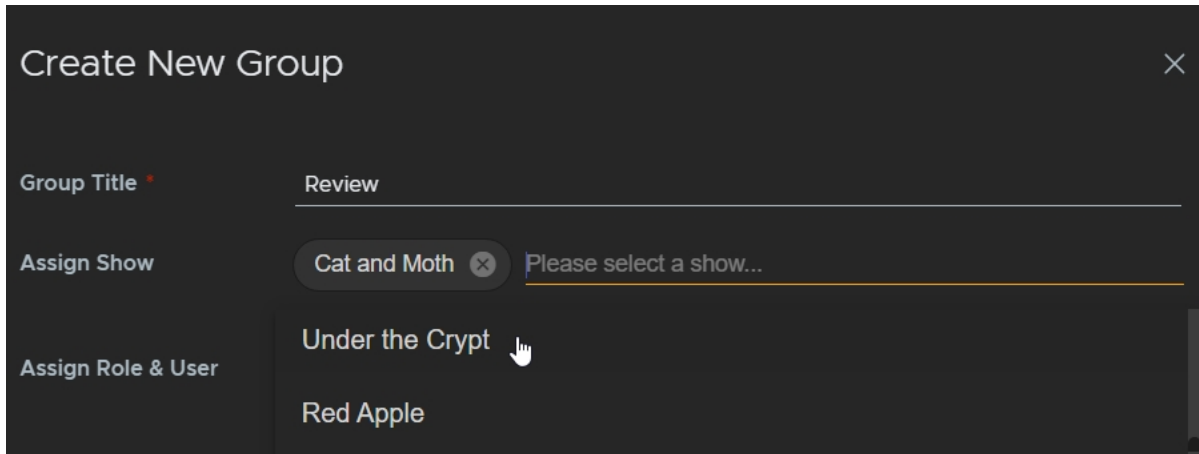 Create New Group
Group Title *
Review
Assign Show
Cat and Moth
Please select a show...
Under the Crypt
Assign Role & User
Red Apple